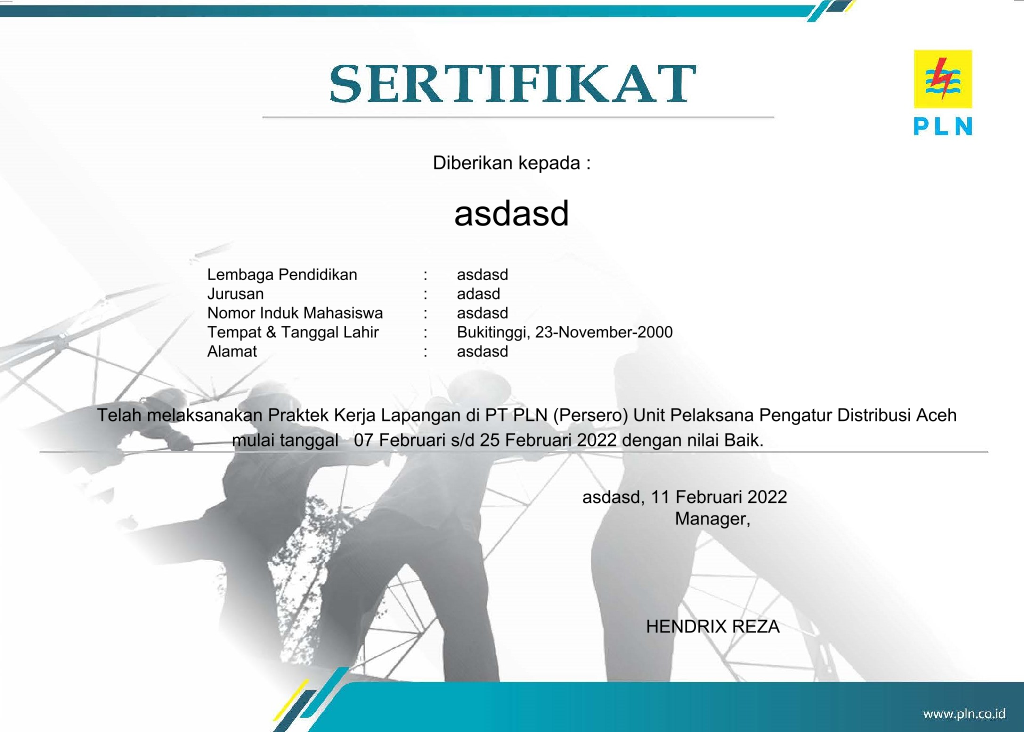 SERTIFIKAT
PLN
Diberikan kepada :
asdasd
Lembaga Pendidikan : asdasd
Jurusan : adasd
Nomor Induk Mahasiswa : asdasd
Tempat & Tanggal Lahir : Bukitinggi, 23-November-2000
Alamat : asdasd
Telah melaksanakan Praktek Kerja Lapangan di PT PLN (Persero) Unit Pelaksana Pengatur Distribusi Aceh
mulai tanggal 07 Februari s/d 25 Februari 2022 dengan nilai Baik.
asdasd, 11 Februari 2022
Manager,
HENDRIX REZA
www.pln.co.id